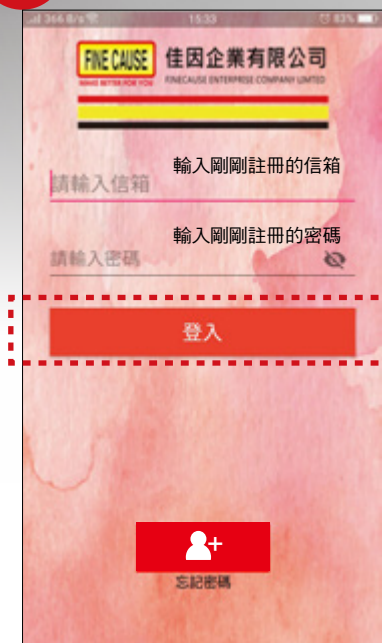 366 B/s
15:33
83%
FINE CAUSE
MAKE BETTER FOR YOU
佳因企業有限公司
FINECAUSE ENTERPRISE COMPANY LIMITED
輸入剛剛註冊的信箱
請輸入信箱
輸入剛剛註冊的密碼
請輸入密碼
登入
忘記密碼